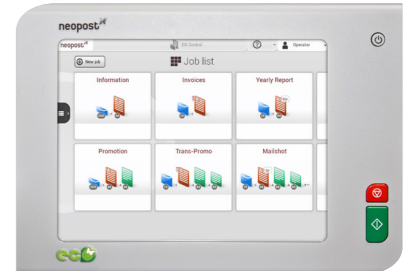 neopost
neopost
Operator
New job
Job list
Information
Invoices
Yearly Report
Promotion
Trans-Promo
Mailshot
eco